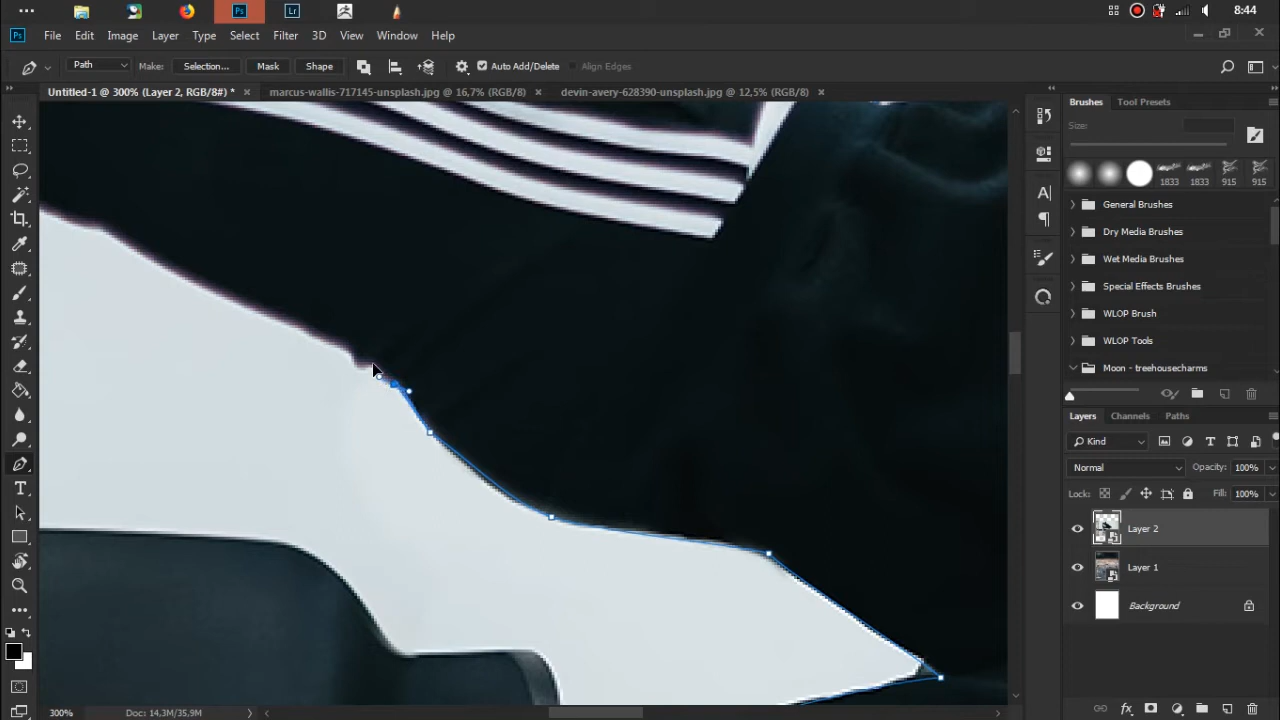 Ps
Lr
8:44
Ps
File Edit Image Layer Type Select Filter 3D View Window Help
Path Make: Selection... Mask Shape Auto Add/Delete Align Edges
Untitled-1 @ 300% (Layer 2, RGB/8#) * × marcus-wallis-717145-unsplash.jpg @ 16,7% (RGB/8) × devin-avery-628390-unsplash.jpg @ 12,5% (RGB/8) ×
Brushes Tool Presets
Size:
1833 1833 915 915
General Brushes
Dry Media Brushes
Wet Media Brushes
Special Effects Brushes
WLOP Brush
WLOP Tools
Moon - treehousecharms
Layers Channels Paths
Kind
Normal Opacity: 100%
Lock: Fill: 100%
Layer 2
Layer 1
Background
300% Doc: 14,3M/35,9M